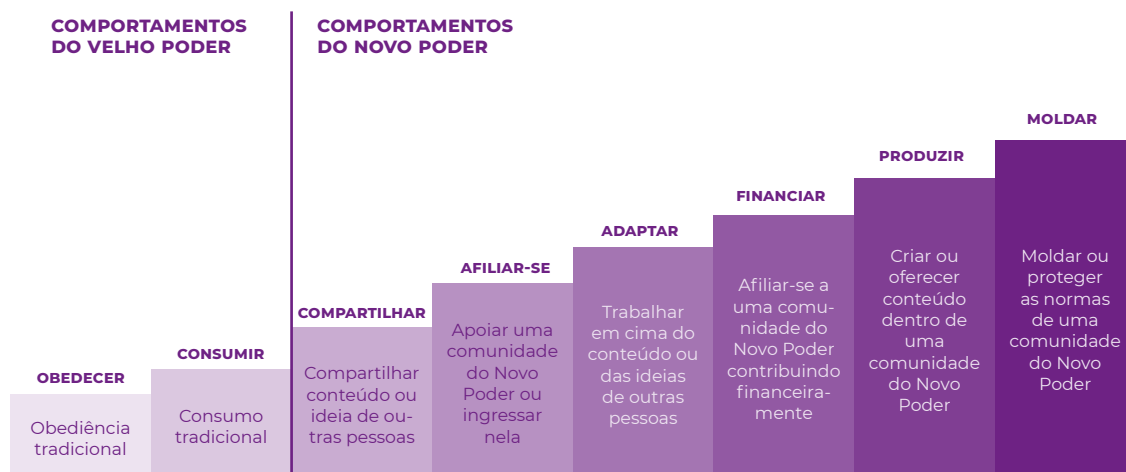 COMPORTAMENTOS
DO VELHO PODER
COMPORTAMENTOS
DO NOVO PODER
OBEDECER
Obediência
tradicional
CONSUMIR
Consumo
tradicional
COMPARTILHAR
Compartilhar
conteúdo ou
ideia de ou-
tras pessoas
AFILIAR-SE
Apoiar uma
comunidade
do Novo
Poder ou
ingressar
nela
ADAPTAR
Trabalhar
em cima do
conteúdo ou
das ideias
de outras
pessoas
FINANCIAR
Afiliar-se a
uma comu-
nidade do
Novo Poder
contribuindo
financeira-
mente
PRODUZIR
Criar ou
oferecer
conteúdo
dentro de
uma
comunidade
do Novo
Poder
MOLDAR
Moldar ou
proteger
as normas
de uma
comunidade
do Novo
Poder